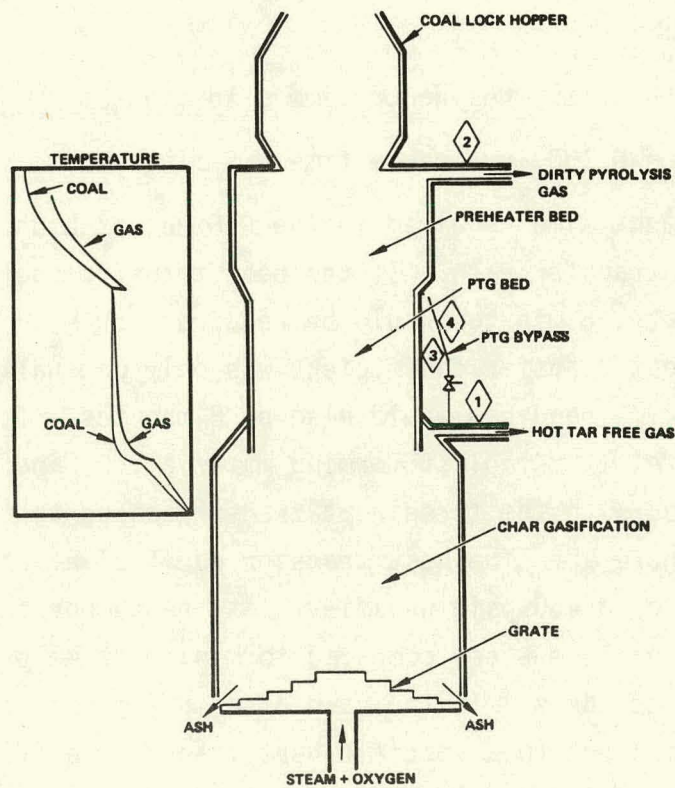 COAL LOCK HOPPER
2
TEMPERATURE
DIRTY PYROLYSIS
GAS
COAL
PREHEATER BED
GAS
PTG BED
4
PTG BYPASS
3
1
COAL
GAS
HOT TAR FREE GAS
CHAR GASIFICATION
GRATE
ASH
ASH
STEAM + OXYGEN